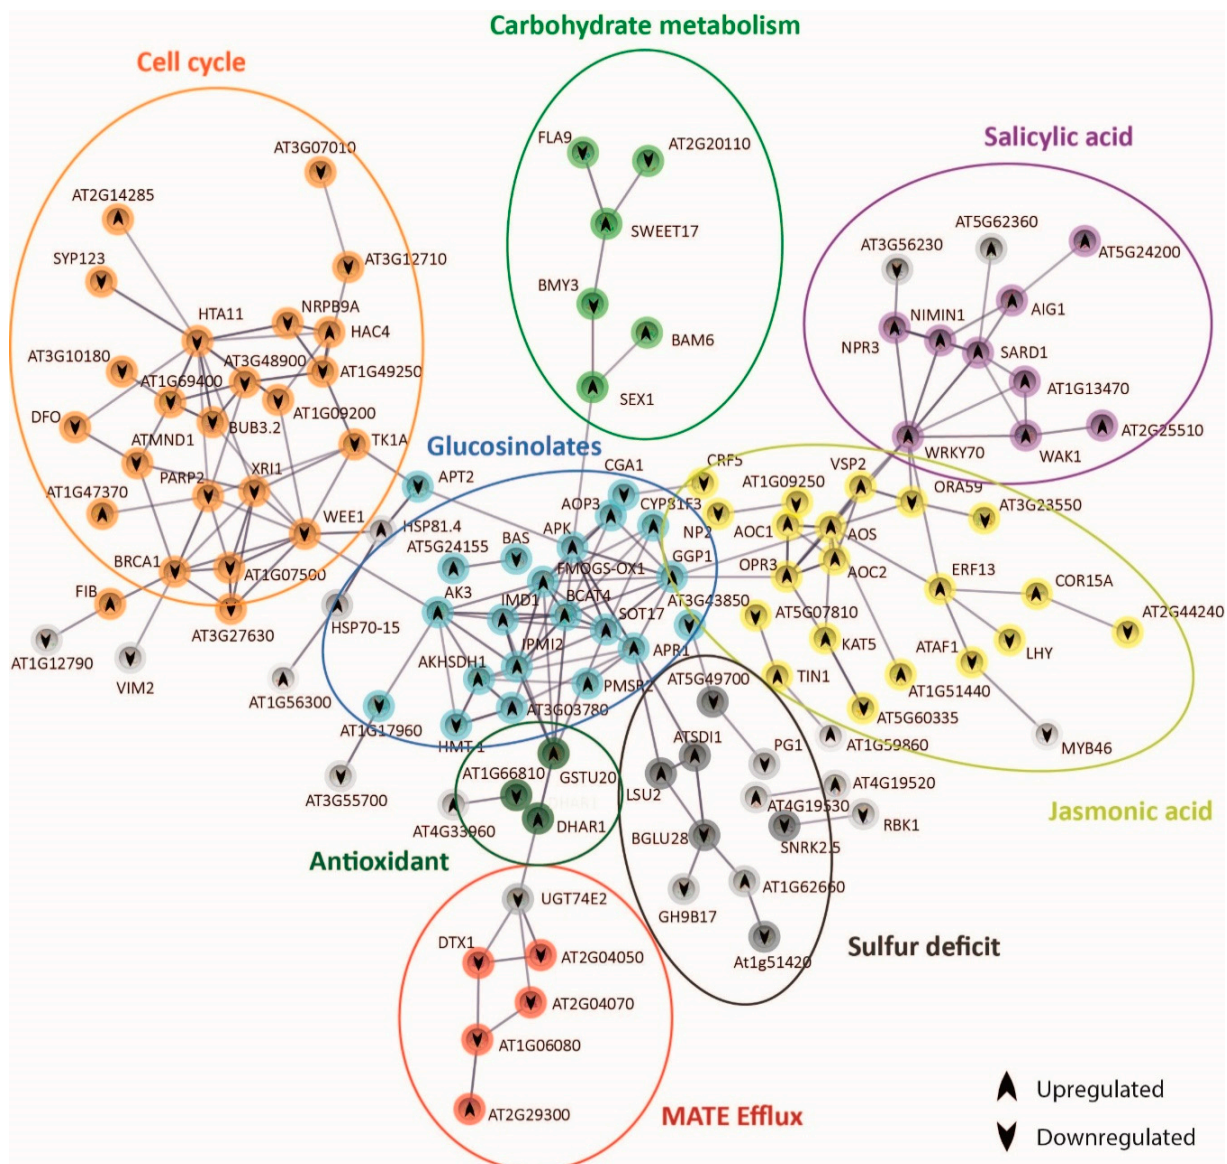 Carbohydrate metabolism
Cell cycle
Salicylic acid
FLA9
AT2G20110
AT3G07010
AT2G14285
AT5G62360
AT3G56230
AT5G24200
SWEET17
SYP123
AT3G12710
BMY3
NRPB9A
HTA11
HAC4
NIMIN1
AIG1
NPR3
SARD1
BAM6
AT3G10180
AT3G48900
AT1G69400
AT1G49250
AT1G13470
SEX1
DFO
BUB3.2
AT1G09200
AT2G25510
ATMND1
TK1A
Glucosinolates
WRKY70
WAK1
PARP2
XRI1
APT2
CGA1
CRF5
VSP2
AT1G09250
ORA59
AT1G47370
AOP3
CYP81F3
AT3G23550
WEE1
HSP81.4
APK
NP2
AOC1
AOS
AT5G24155
BAS
GGP1
BRCA1
AT1G07500
FMOGS-OX1
OPR3
AOC2
ERF13
COR15A
FIB
AK3
IMD1
BCAT4
SOT17
AT3G43850
AT5G07810
AT2G44240
AT3G27630
HSP70-15
IPMI2
APR1
KAT5
ATAF1
LHY
AT1G12790
VIM2
AKHSDH1
PMSR2
AT5G49700
TIN1
AT1G51440
AT1G56300
AT3G03780
AT5G60335
AT1G17960
HMT-1
ATSDI1
PG1
AT1G59860
MYB46
AT1G66810
GSTU20
AT3G55700
LSU2
AT4G19520
AT4G19530
AT4G33960
DHAR1
DHAR1
BGLU28
SNRK2.5
RBK1
Jasmonic acid
Antioxidant
AT1G62660
UGT74E2
GH9B17
DTX1
AT2G04050
At1g51420
Sulfur deficit
AT2G04070
AT1G06080
AT2G29300
MATE Efflux
Upregulated
Downregulated